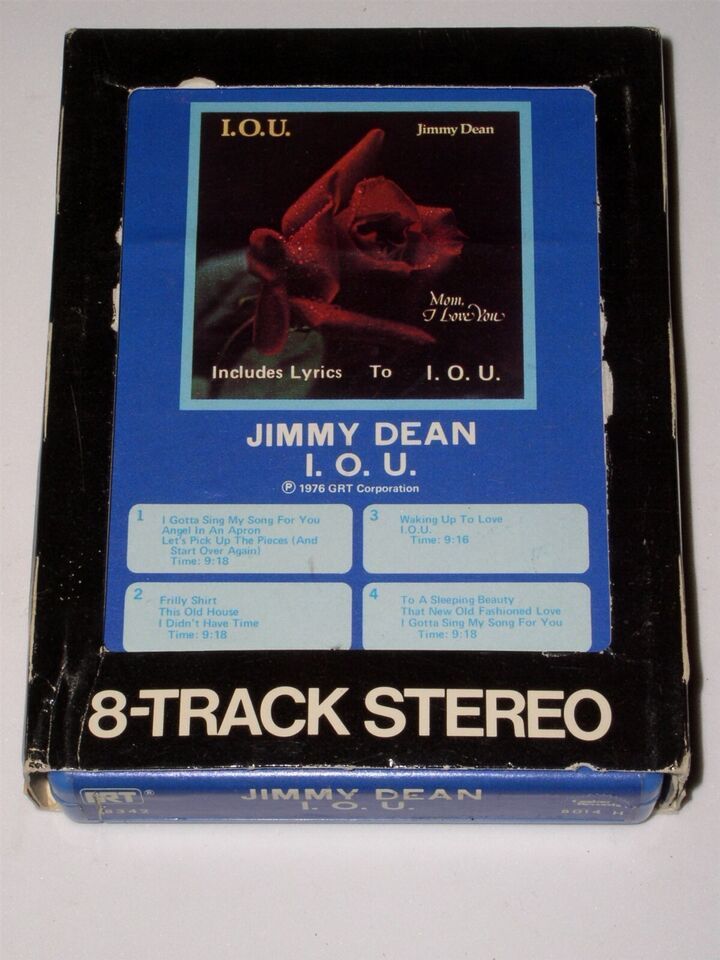 I.O.U.
Jimmy Dean
Mom,
I Love You
Includes Lyrics To I. O. U.
JIMMY DEAN
I. O. U.
℗ 1976 GRT Corporation
1 I Gotta Sing My Song For You
Angel In An Apron
Let's Pick Up The Pieces (And
Start Over Again)
Time: 9:18
2 Frilly Shirt
This Old House
I Didn't Have Time
Time: 9:18
3 Waking Up To Love
I.O.U.
Time: 9:16
4 To A Sleeping Beauty
That New Old Fashioned Love
I Gotta Sing My Song For You
Time: 9:18
8-TRACK STEREO
GRT®
JIMMY DEAN
I. O. U.
8014 H